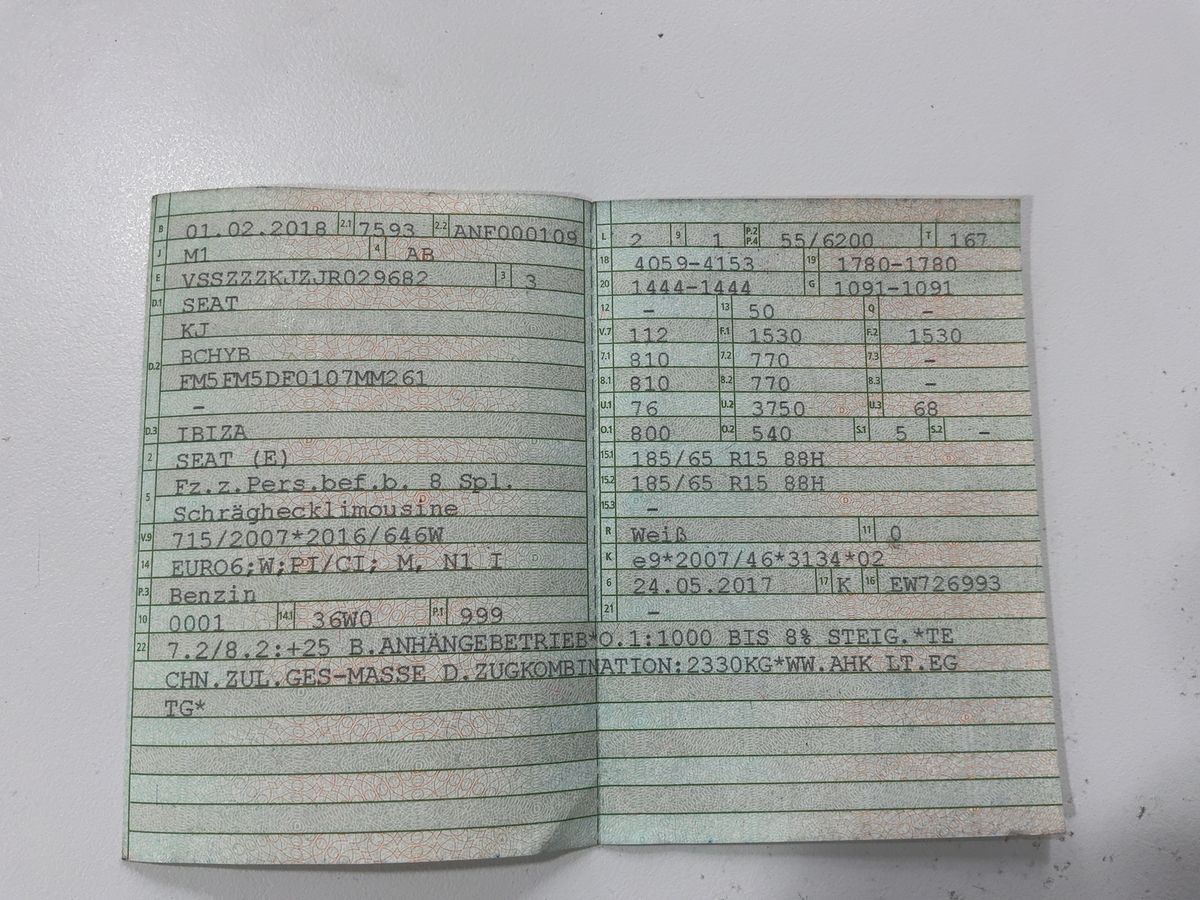 B 01.02.2018 2.1 7593 2.2 ANF000109
J M1 4 AB
E VSSZZZKJZJR029682 3 3
D.1 SEAT
KJ
D.2 BCHYB
FM5FM5DF0107MM261
-
D.3 IBIZA
2 SEAT (E)
Fz.z.Pers.bef.b. 8 Spl.
5 Schräghecklimousine
V.9 715/2007*2016/646W
14 EURO6;W;PI/CI; M, N1 I
P.3 Benzin
10 0001 14.1 36W0 P.1 999
L 2 9 1 P.2 P.4 55/6200 T 167
18 4059-4153 19 1780-1780
20 1444-1444 G 1091-1091
12 - 13 50 Q -
V.7 112 F.1 1530 F.2 1530
7.1 810 7.2 770 7.3 -
8.1 810 8.2 770 8.3 -
U.1 76 U.2 3750 U.3 68
O.1 800 O.2 540 S.1 5 S.2 -
15.1 185/65 R15 88H
15.2 185/65 R15 88H
15.3 -
R Weiß 11 0
K e9*2007/46*3134*02
6 24.05.2017 17 K 16 EW726993
21 -
22 7.2/8.2:+25 B.ANHÄNGEBETRIEB*O.1:1000 BIS 8% STEIG.*TE
CHN.ZUL.GES-MASSE D.ZUGKOMBINATION:2330KG*WW.AHK LT.EG
TG*